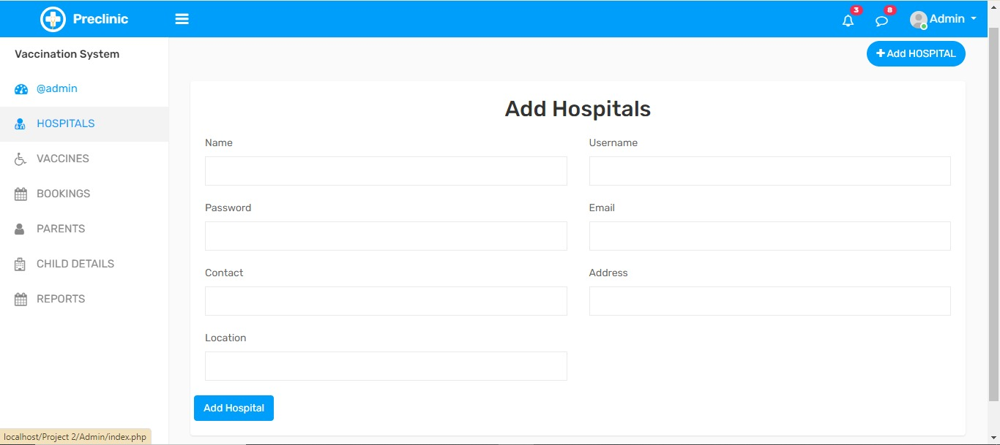 Preclinic
3
8
Admin
Vaccination System
Add HOSPITAL
@admin
HOSPITALS
VACCINES
BOOKINGS
PARENTS
CHILD DETAILS
REPORTS
Add Hospitals
Name
Username
Password
Email
Contact
Address
Location
Add Hospital
localhost/Project 2/Admin/index.php